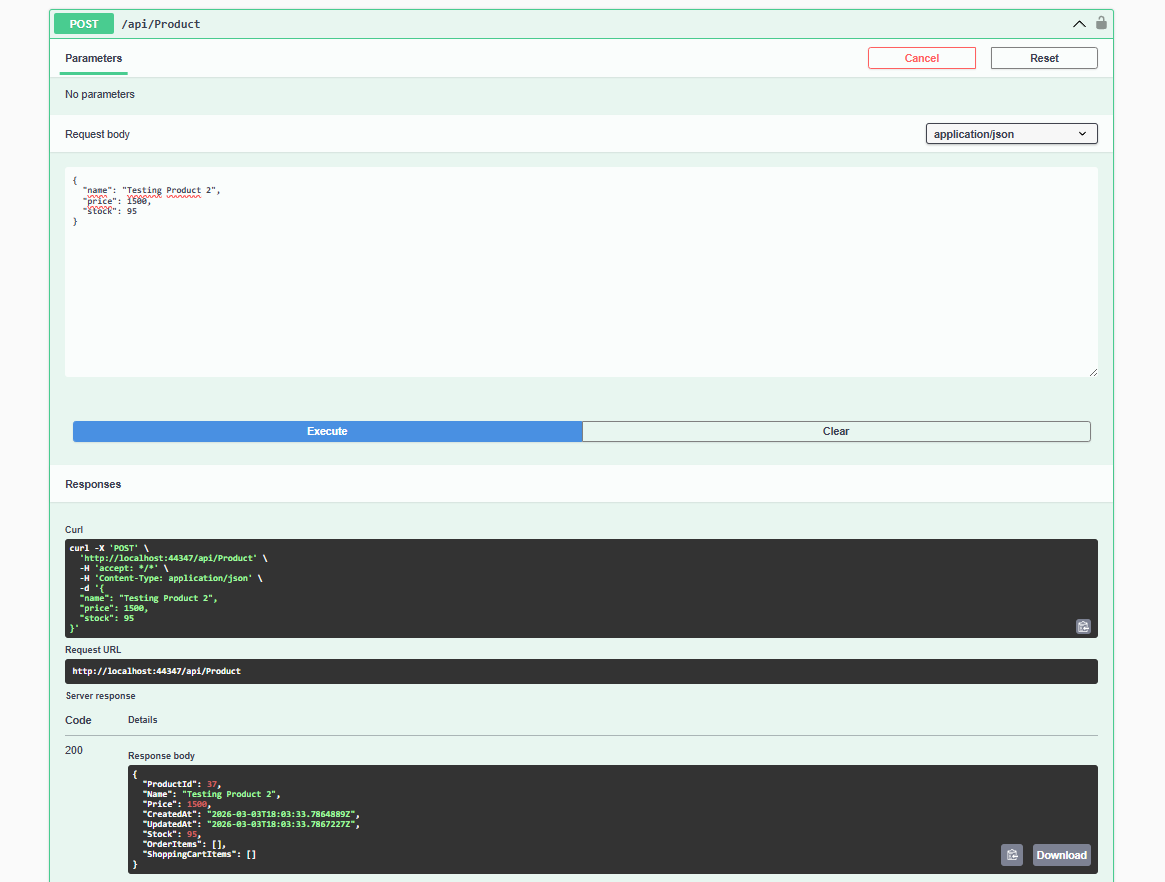 POST /api/Product
Parameters
Cancel
Reset
No parameters
Request body
application/json
{
  "name": "Testing Product 2",
  "price": 1500,
  "stock": 95
}
Execute
Clear
Responses
Curl
curl -X 'POST' \
  'http://localhost:44347/api/Product' \
  -H 'accept: */*' \
  -H 'Content-Type: application/json' \
  -d '{
  "name": "Testing Product 2",
  "price": 1500,
  "stock": 95
}'
Request URL
http://localhost:44347/api/Product
Server response
Code Details
200
Response body
{
  "ProductId": 37,
  "Name": "Testing Product 2",
  "Price": 1500,
  "CreatedAt": "2026-03-03T18:03:33.7864889Z",
  "UpdatedAt": "2026-03-03T18:03:33.7867227Z",
  "Stock": 95,
  "OrderItems": [],
  "ShoppingCartItems": []
}
Download